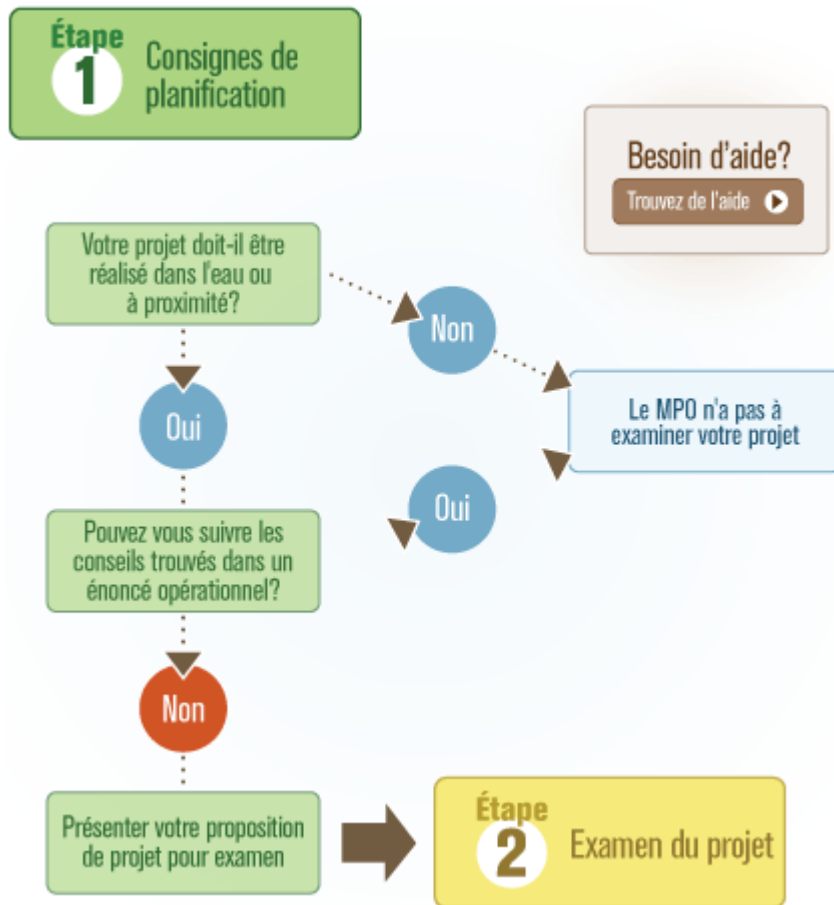 Étape
1
Consignes de
planification
Besoin d'aide?
Trouvez de l'aide
Votre projet doit-il être
réalisé dans l'eau ou
à proximité?
Non
Oui
Le MPO n'a pas à
examiner votre projet
Oui
Pouvez vous suivre les
conseils trouvés dans un
énoncé opérationnel?
Non
Présenter votre proposition
de projet pour examen
Étape
2
Examen du projet